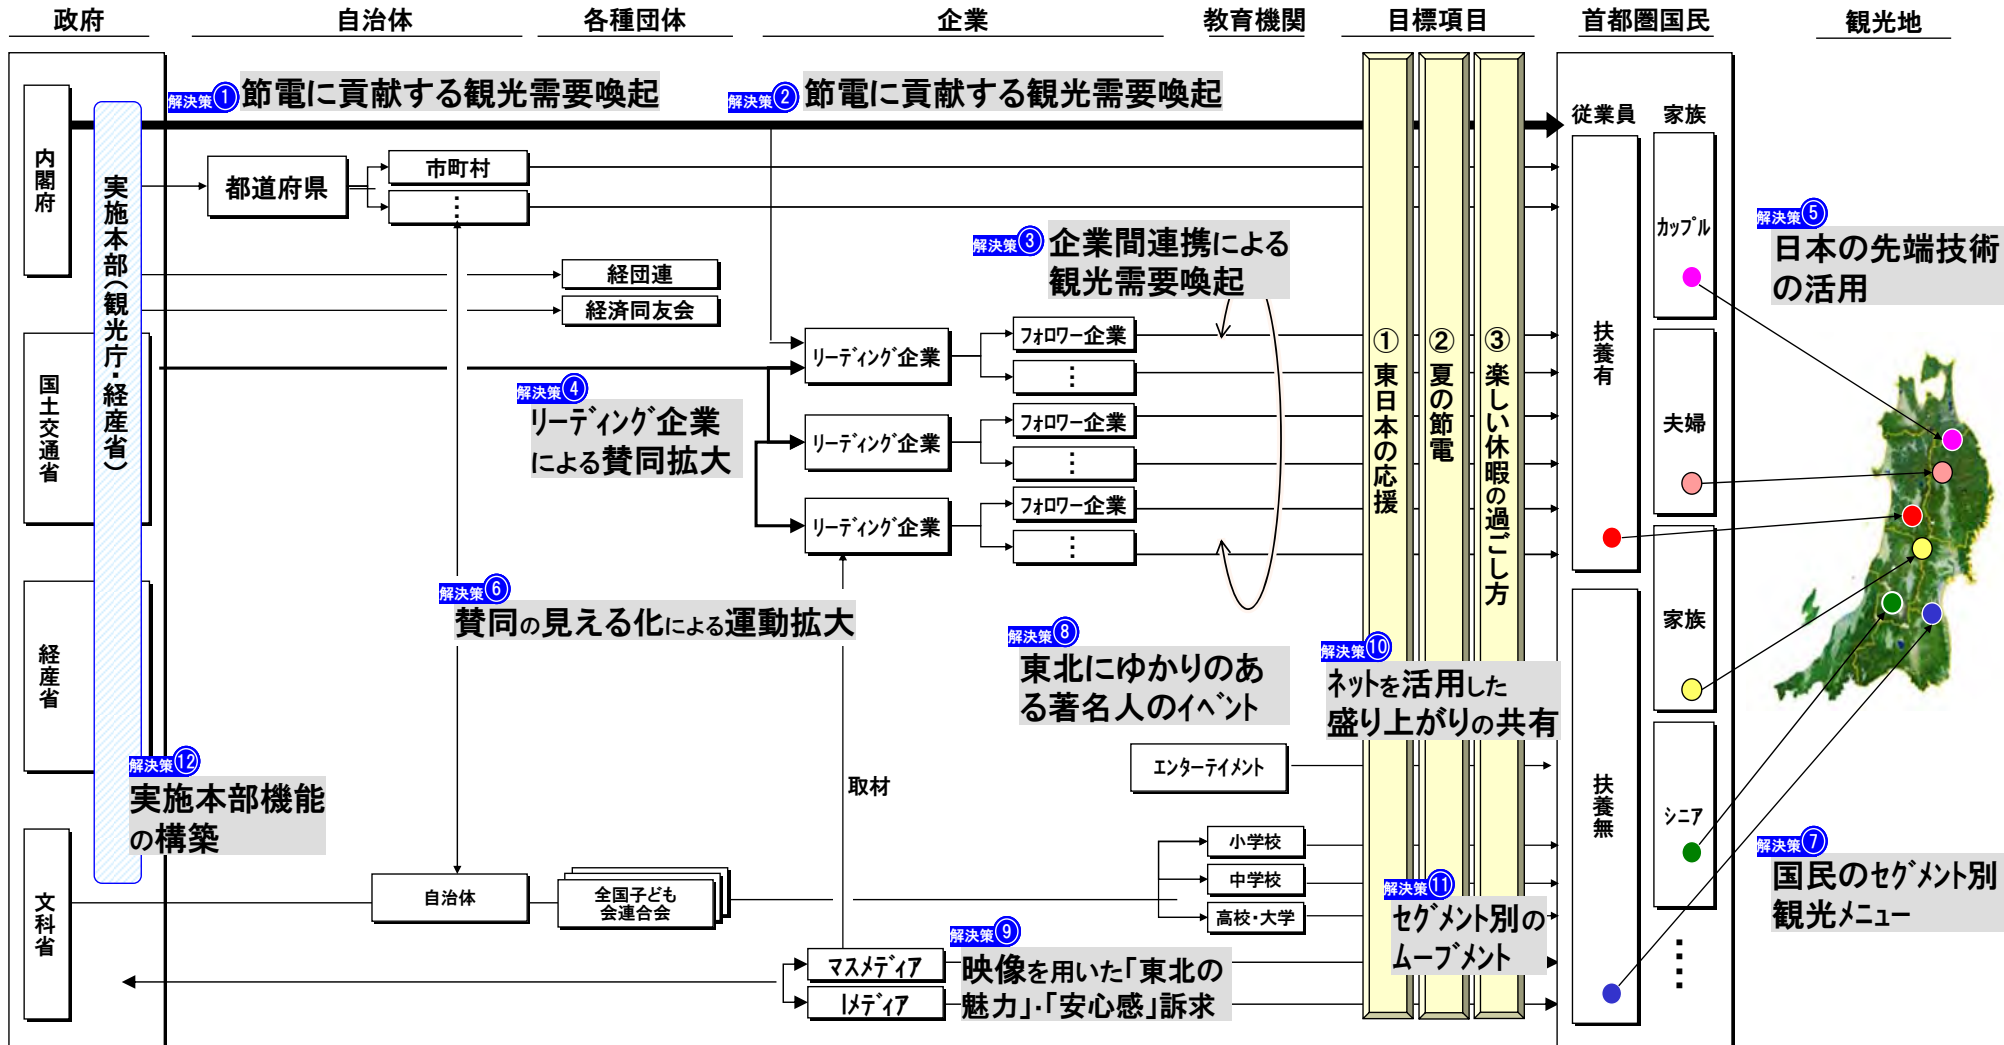 政府
自治体
各種団体
企業
教育機関
目標項目
首都圏国民
観光地
解決策①
節電に貢献する観光需要喚起
解決策②
節電に貢献する観光需要喚起
従業員
家族
内閣府
実施本部(観光庁・経産省)
都道府県
市町村
⋮
経団連
経済同友会
解決策③
企業間連携による
観光需要喚起
カップル
解決策⑤
日本の先端技術
の活用
国土交通省
リーディング企業
フォロワー企業
⋮
解決策④
リーディング企業
による賛同拡大
リーディング企業
フォロワー企業
⋮
リーディング企業
フォロワー企業
⋮
①東日本の応援
②夏の節電
③楽しい休暇の過ごし方
扶養有
夫婦
家族
経産省
解決策⑥
賛同の見える化による運動拡大
解決策⑧
東北にゆかりのあ
る著名人のイベント
解決策⑩
ネットを活用した
盛り上がりの共有
解決策⑫
実施本部機能
の構築
取材
エンターテイメント
扶養無
シニア
解決策⑦
国民のセグメント別
観光メニュー
文科省
自治体
全国子ども
会連合会
小学校
中学校
高校・大学
解決策⑪
セグメント別の
ムーブメント
マスメディア
Iメディア
解決策⑨
映像を用いた「東北の
魅力」・「安心感」訴求
⋮